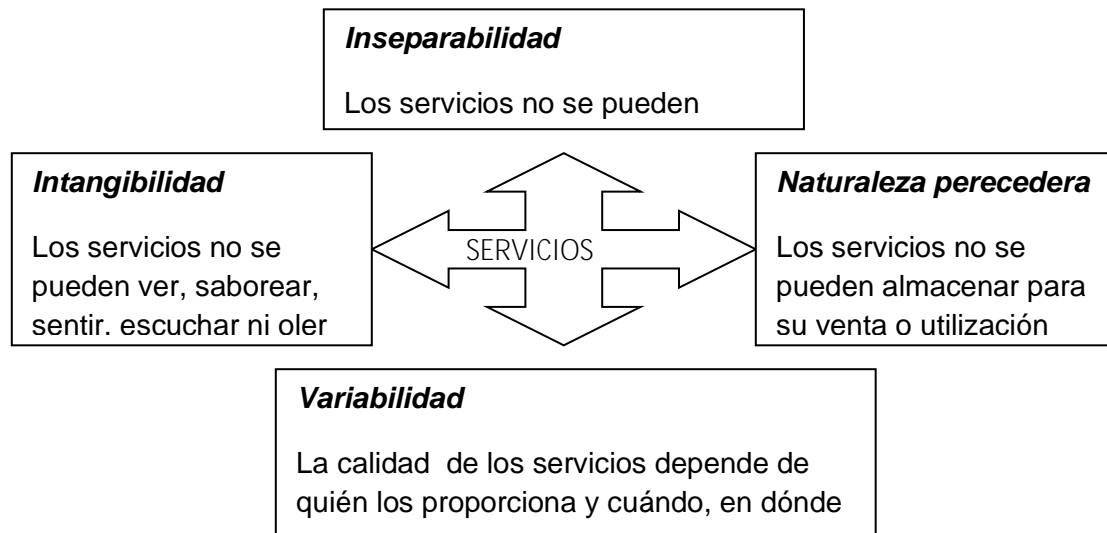 Inseparabilidad
Los servicios no se pueden
Intangibilidad
Los servicios no se
pueden ver, saborear,
sentir. escuchar ni oler
SERVICIOS
Naturaleza perecedera
Los servicios no se
pueden almacenar para
su venta o utilización
Variabilidad
La calidad de los servicios depende de
quién los proporciona y cuándo, en dónde